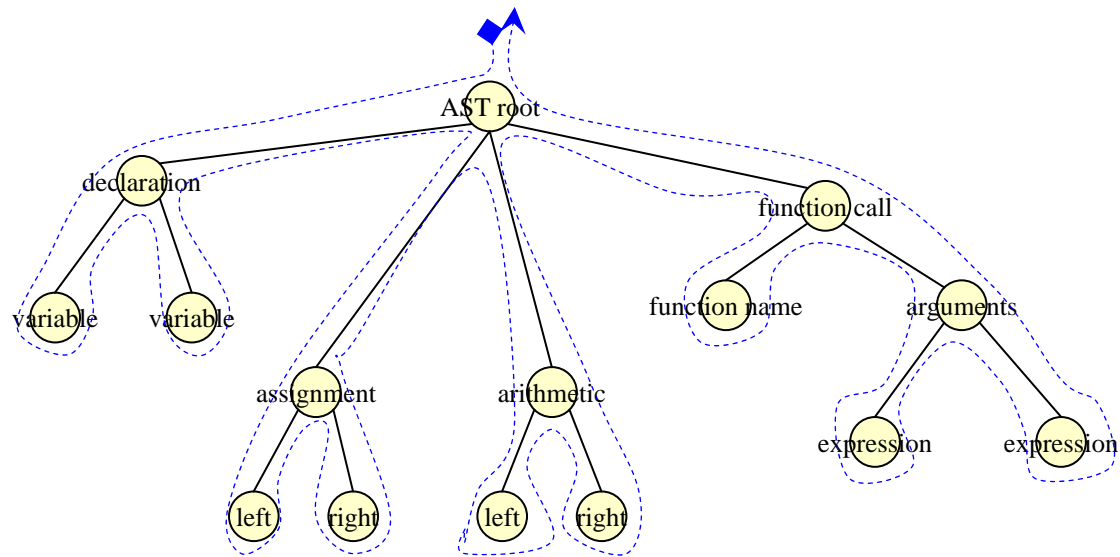 AST root
declaration
function call
variable
variable
function name
arguments
assignment
arithmetic
expression
expression
left
right
left
right